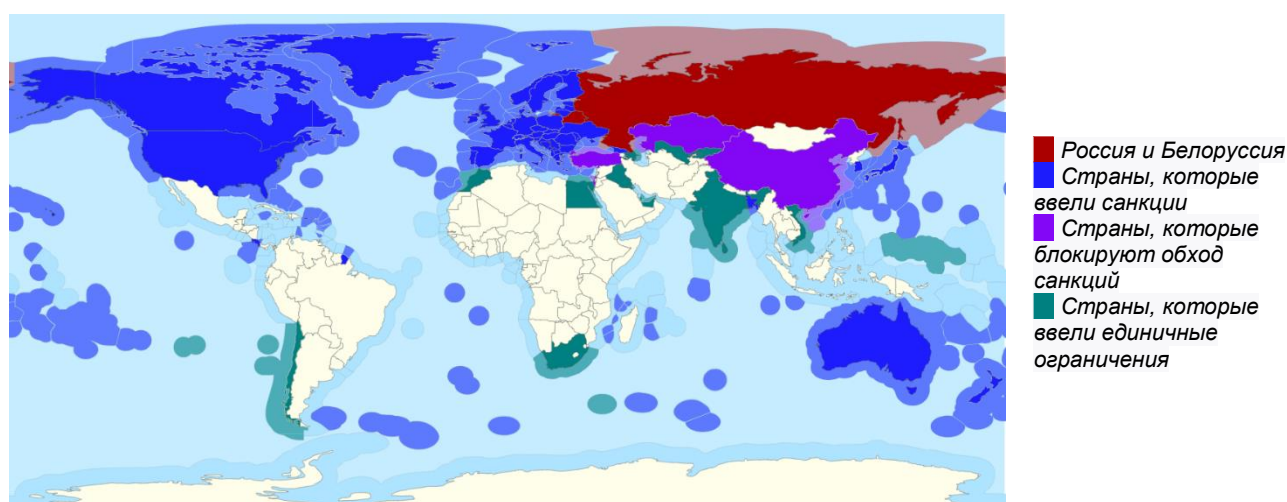 Россия и Белоруссия
Страны, которые
ввели санкции
Страны, которые
блокируют обход
санкций
Страны, которые
ввели единичные
ограничения